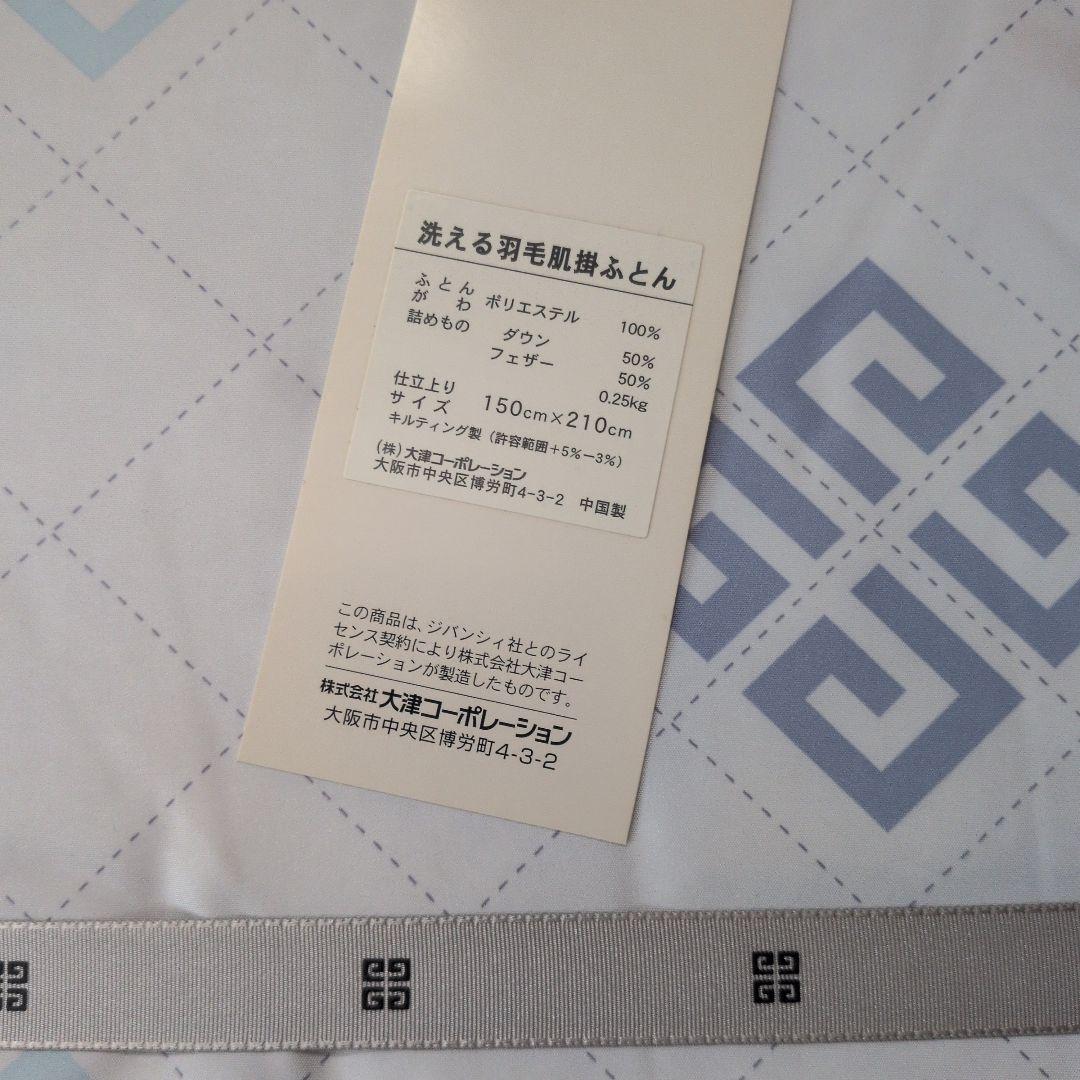 洗える羽毛肌掛ふとん
ふとん
がわ ポリエステル 100%
詰めもの ダウン 50%
フェザー 50%
0.25kg
仕立上り
サイズ 150cm×210cm
キルティング製（許容範囲+5%−3%）
(株)大津コーポレーション
大阪市中央区博労町4-3-2 中国製
この商品は、ジバンシィ社とのライ
センス契約により株式会社大津コー
ポレーションが製造したものです。
株式会社大津コーポレーション
大阪市中央区博労町4-3-2